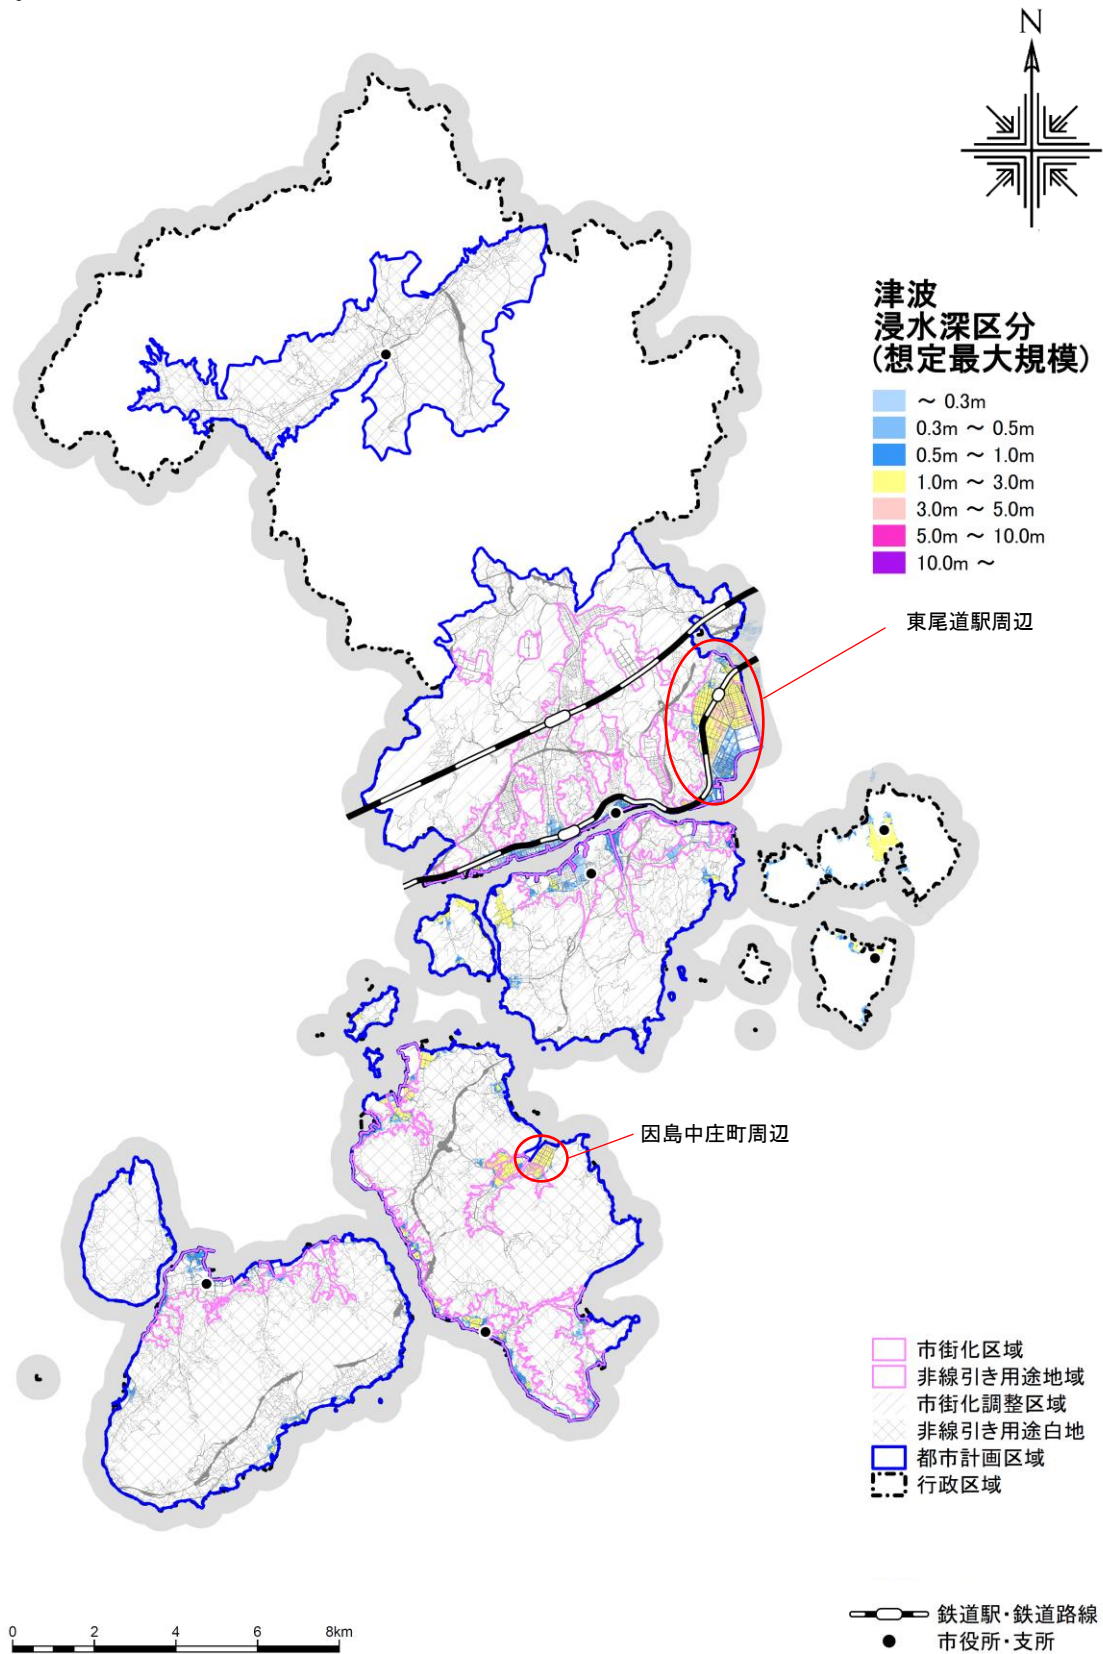 N
津波
浸水深区分
(想定最大規模)
～ 0.3m
0.3m ～ 0.5m
0.5m ～ 1.0m
1.0m ～ 3.0m
3.0m ～ 5.0m
5.0m ～ 10.0m
10.0m ～
東尾道駅周辺
因島中庄町周辺
市街化区域
非線引き用途地域
市街化調整区域
非線引き用途白地
都市計画区域
行政区域
鉄道駅・鉄道路線
市役所・支所
0 2 4 6 8km